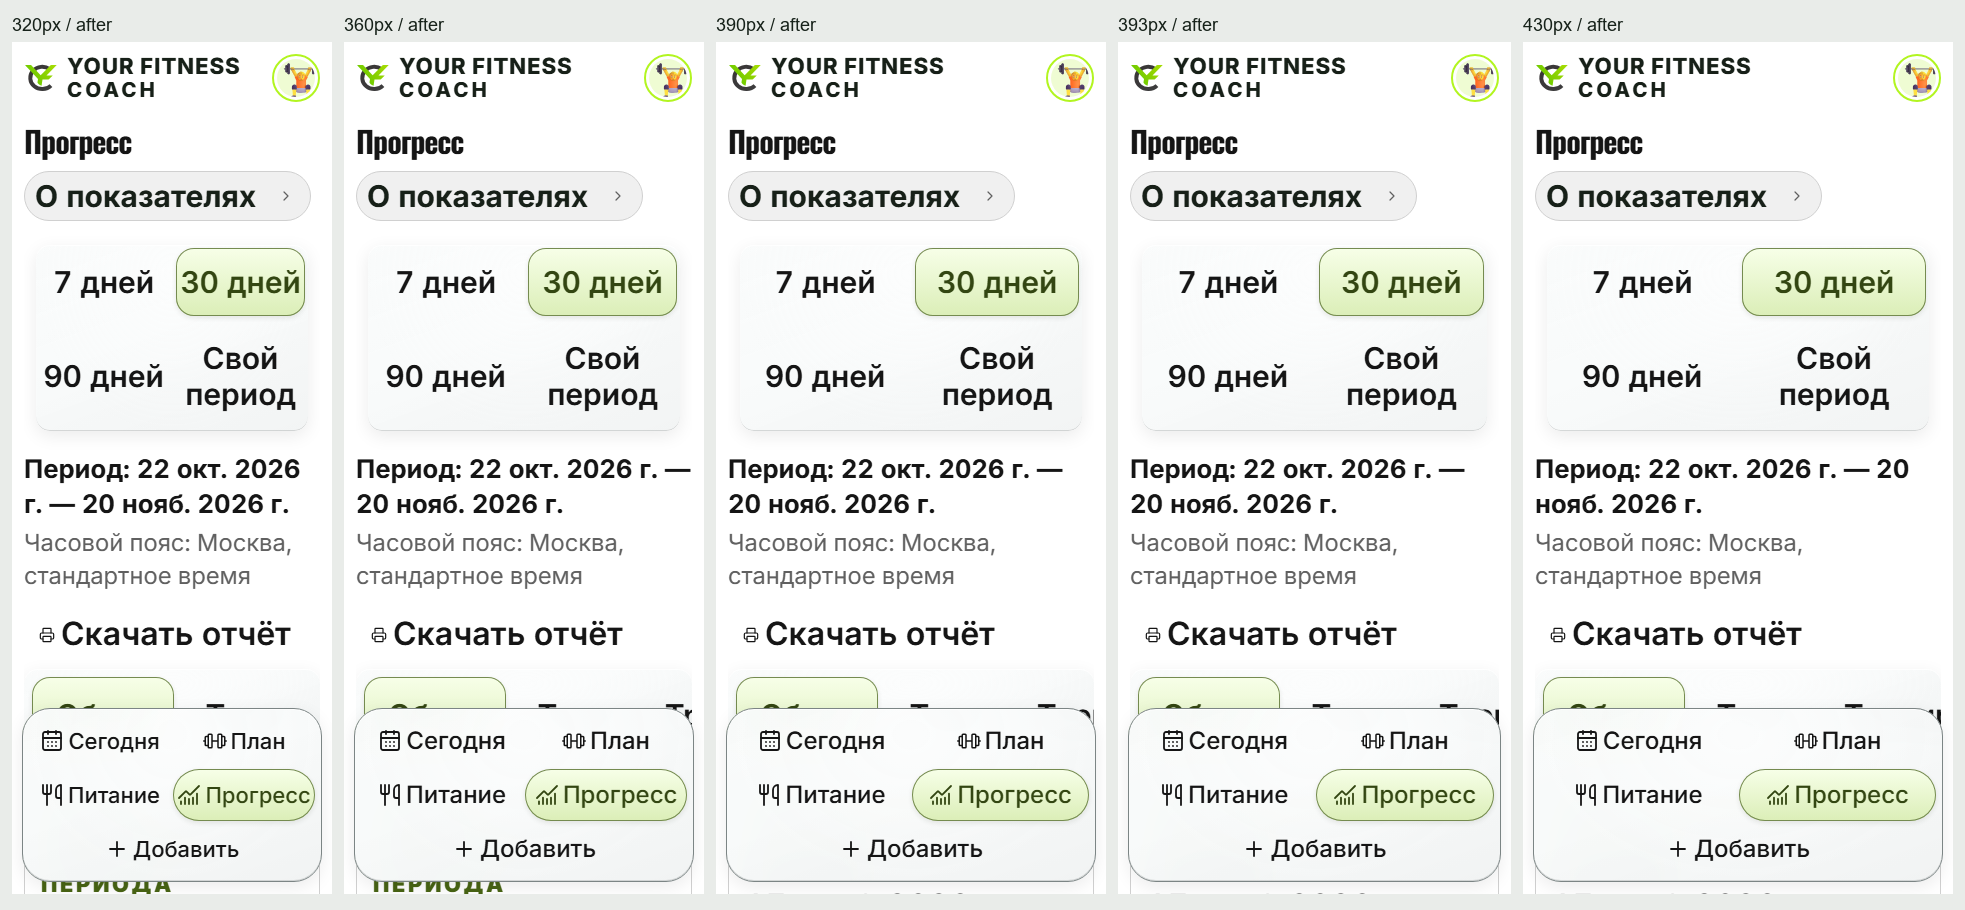 320px / after
YOUR FITNESS
COACH
Прогресс
О показателях
7 дней
30 дней
90 дней
Свой
период
Период: 22 окт. 2026
г. — 20 нояб. 2026 г.
Часовой пояс: Москва,
стандартное время
Скачать отчёт
Сегодня
План
Питание
Прогресс
+ Добавить
ПЕРИОДА
360px / after
YOUR FITNESS
COACH
Прогресс
О показателях
7 дней
30 дней
90 дней
Свой
период
Период: 22 окт. 2026 г. —
20 нояб. 2026 г.
Часовой пояс: Москва,
стандартное время
Скачать отчёт
Сегодня
План
Питание
Прогресс
+ Добавить
ПЕРИОДА
390px / after
YOUR FITNESS
COACH
Прогресс
О показателях
7 дней
30 дней
90 дней
Свой
период
Период: 22 окт. 2026 г. —
20 нояб. 2026 г.
Часовой пояс: Москва,
стандартное время
Скачать отчёт
Сегодня
План
Питание
Прогресс
+ Добавить
393px / after
YOUR FITNESS
COACH
Прогресс
О показателях
7 дней
30 дней
90 дней
Свой
период
Период: 22 окт. 2026 г. —
20 нояб. 2026 г.
Часовой пояс: Москва,
стандартное время
Скачать отчёт
Сегодня
План
Питание
Прогресс
+ Добавить
430px / after
YOUR FITNESS
COACH
Прогресс
О показателях
7 дней
30 дней
90 дней
Свой
период
Период: 22 окт. 2026 г. — 20
нояб. 2026 г.
Часовой пояс: Москва,
стандартное время
Скачать отчёт
Сегодня
План
Питание
Прогресс
+ Добавить